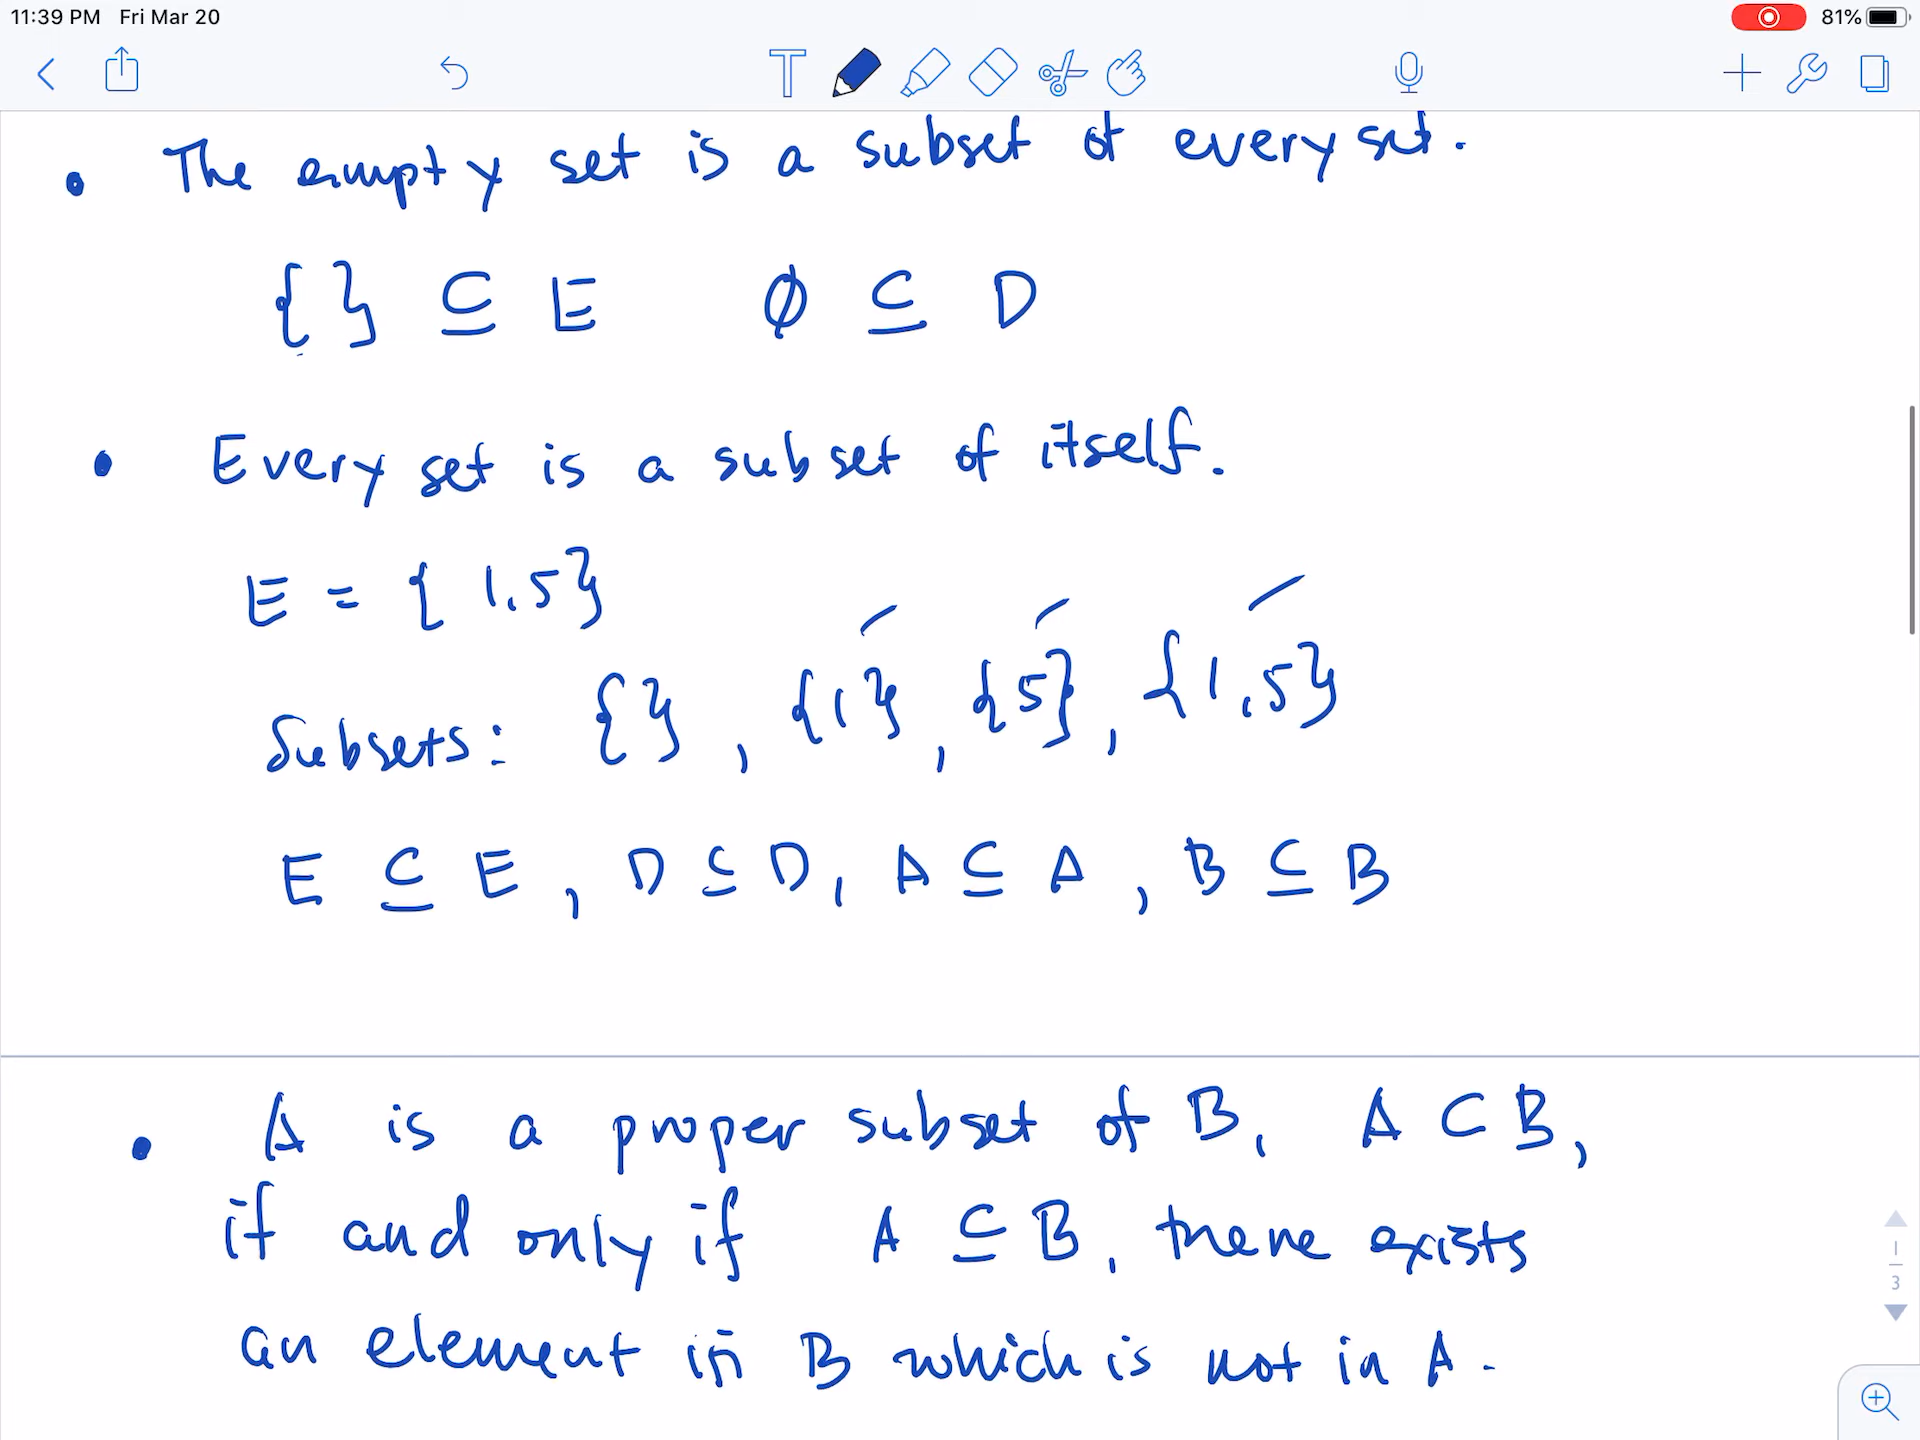 11:39 PM Fri Mar 20
81%
T
• The empty set is a subset of every set.
{ } ⊆ E ∅ ⊆ D
• Every set is a subset of itself.
E = { 1, 5 }
Subsets: { } , {1} , {5} , {1,5}
E ⊆ E , D ⊆ D , A ⊆ A , B ⊆ B
• A is a proper subset of B, A ⊂ B,
if and only if A ⊆ B, there exists
1
3
an element in B which is not in A.